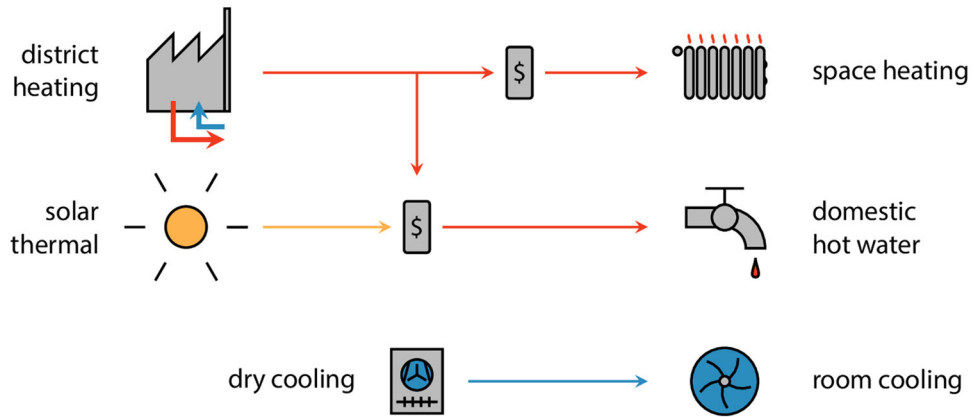 district
heating
$
space heating
solar
thermal
$
domestic
hot water
dry cooling
room cooling